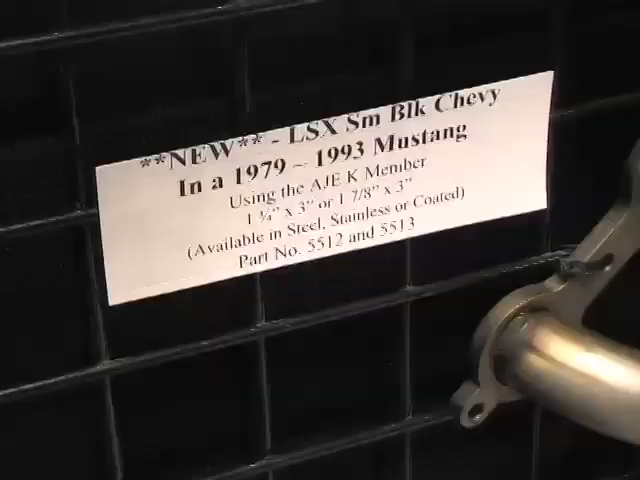 **NEW** - LSX Sm Blk Chevy
In a 1979 – 1993 Mustang
Using the AJE K Member
1 ¾” x 3” or 1 7/8” x 3”
(Available in Steel, Stainless or Coated)
Part No. 5512 and 5513